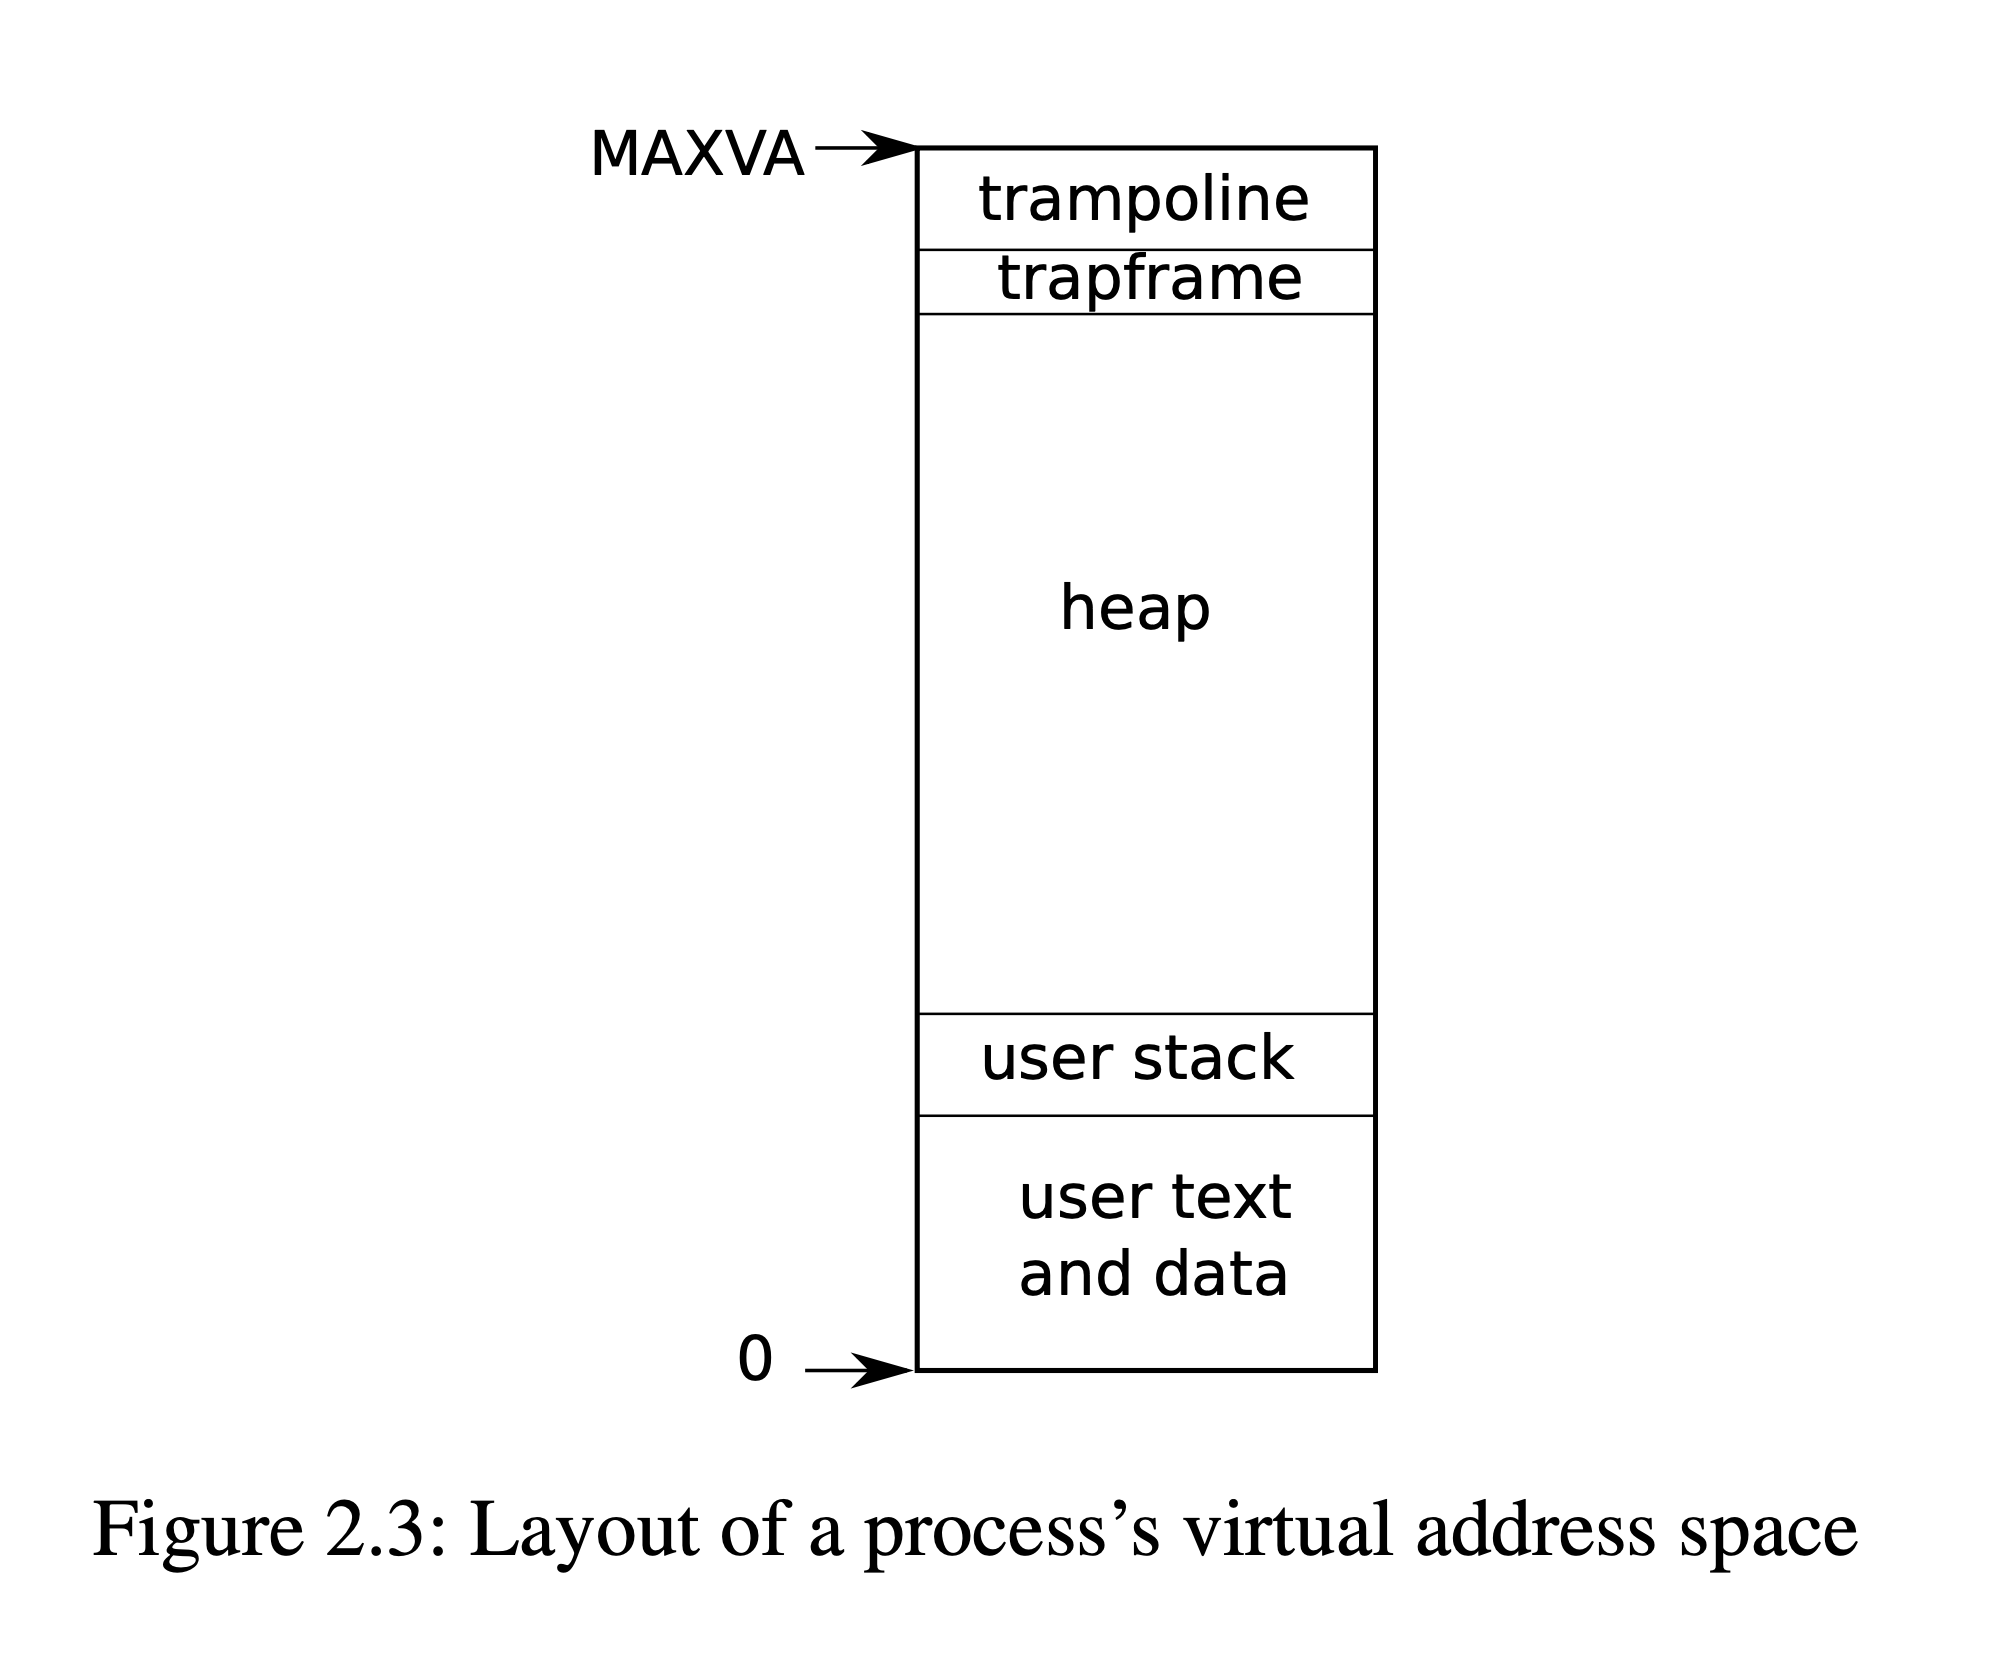 MAXVA
trampoline
trapframe
heap
user stack
user text
and data
0
Figure 2.3: Layout of a process’s virtual address space